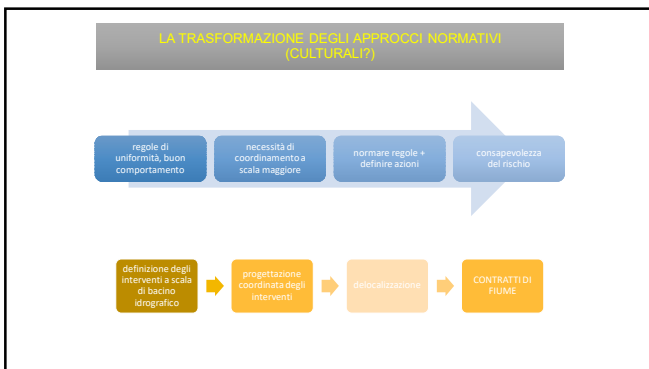 LA TRASFORMAZIONE DEGLI APPROCCI NORMATIVI
(CULTURALI?)
regole di
uniformità, buon
comportamento
necessità di
coordinamento a
scala maggiore
normare regole +
definire azioni
consapevolezza
del rischio
definizione degli
interventi a scala
di bacino
idrografico
progettazione
coordinata degli
interventi
delocalizzazione
CONTRATTI DI
FIUME